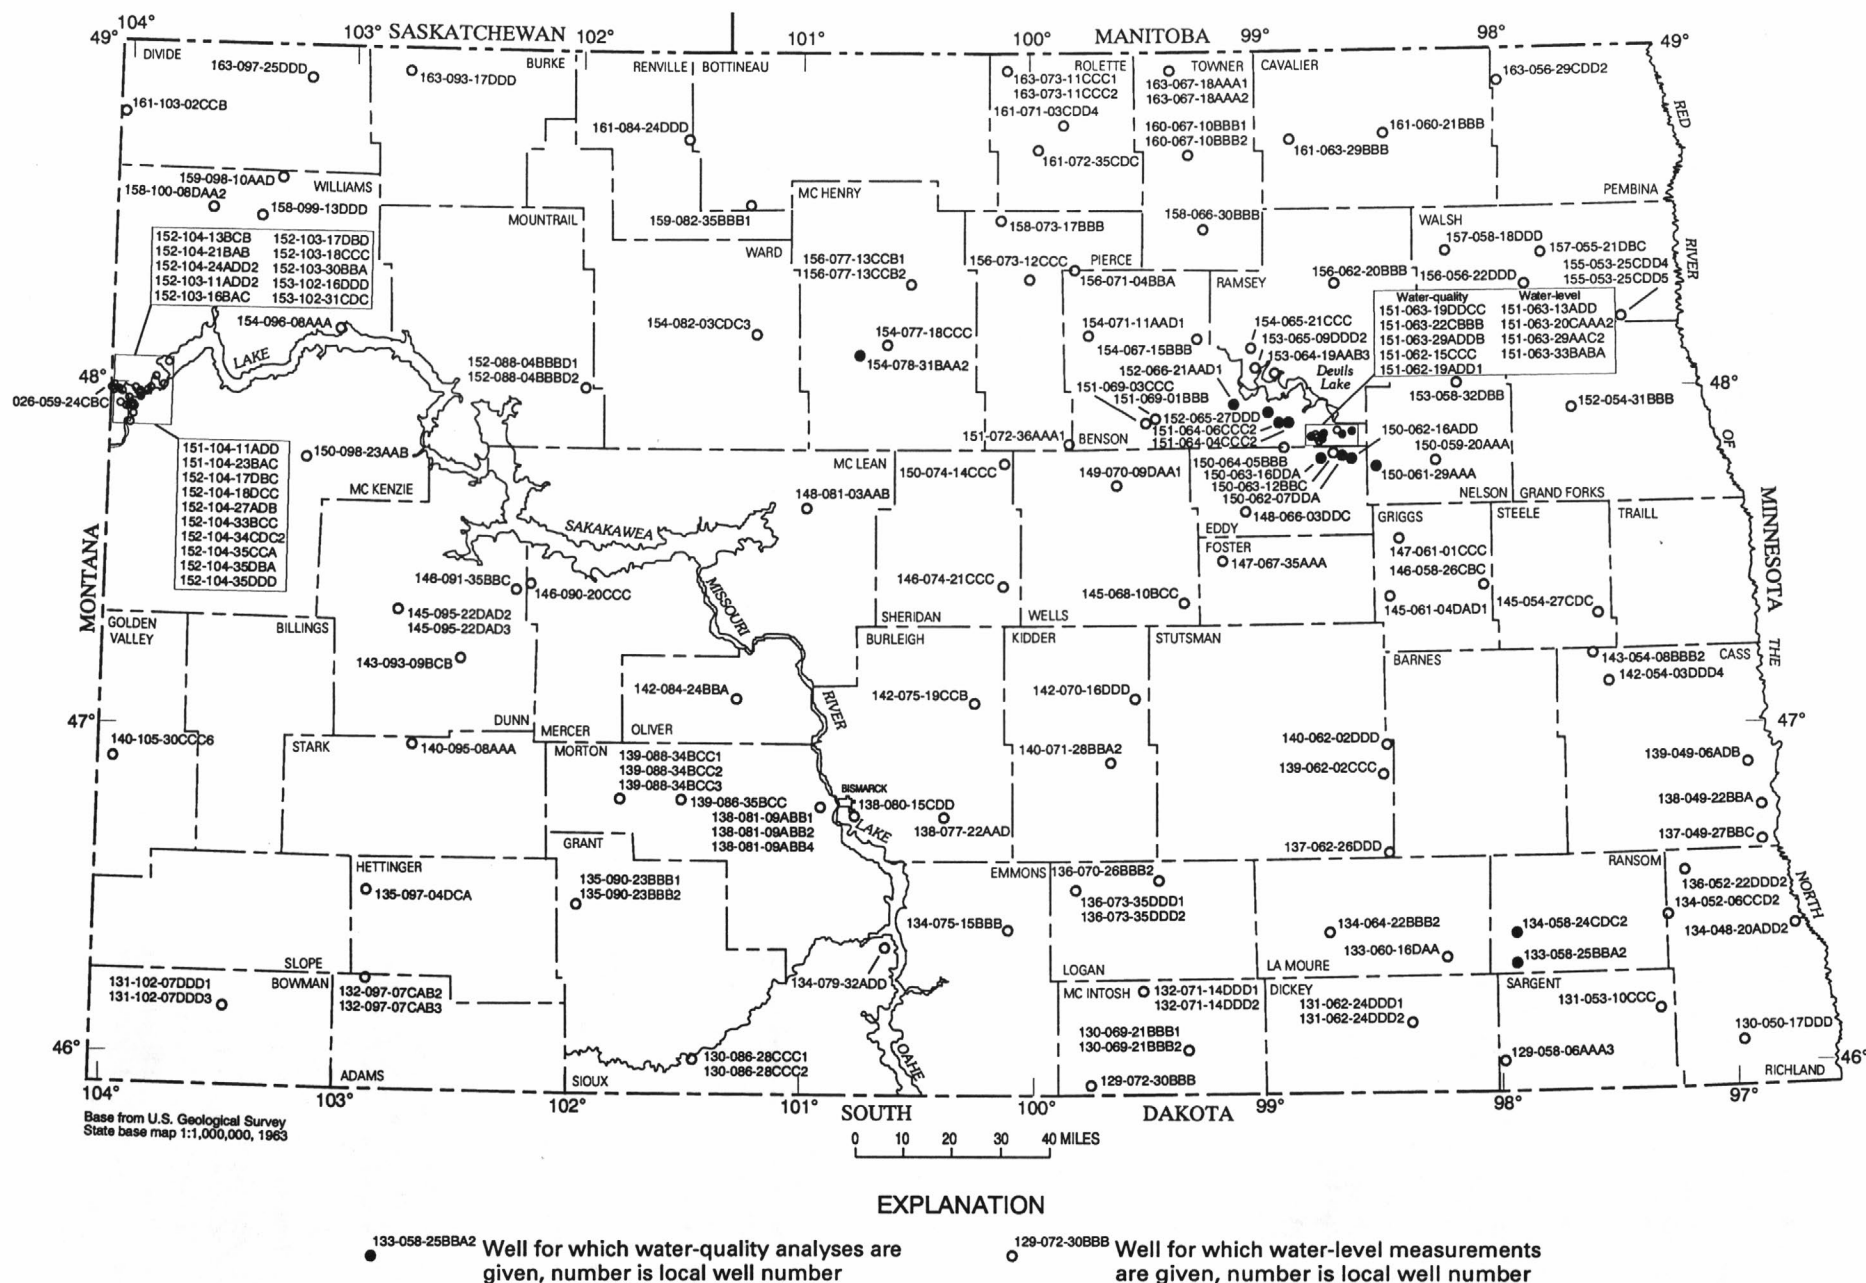 104°
49°
103°
SASKATCHEWAN
102°
101°
100°
MANITOBA
99°
98°
49°
DIVIDE
163-097-25DDD
163-093-17DDD
BURKE
RENVILLE
BOTTINEAU
ROLETTE
163-073-11CCC1
163-073-11CCC2
TOWNER
163-067-18AAA1
163-067-18AAA2
CAVALIER
163-056-29CDD2
161-103-02CCB
161-084-24DDD
161-071-03CDD4
161-072-35CDC
160-067-10BBB1
160-067-10BBB2
161-063-29BBB
161-060-21BBB
RED
159-098-10AAD
WILLIAMS
158-100-08DAA2
158-099-13DDD
MOUNTRAIL
159-082-35BBB1
MC HENRY
158-073-17BBB
158-066-30BBB
PEMBINA
WALSH
157-058-18DDD
157-055-21DBC
155-053-25CDD4
155-053-25CDD5
RIVER
152-104-13BCB 152-103-17DBD
152-104-21BAB 152-103-18CCC
152-104-24ADD2 152-103-30BBA
152-103-11ADD2 153-102-16DDD
152-103-16BAC 153-102-31CDC
WARD
156-077-13CCB1
156-077-13CCB2
156-073-12CCC
PIERCE
156-071-04BBA
RAMSEY
156-062-20BBB
156-056-22DDD
154-096-08AAA
LAKE
154-082-03CDC3
154-077-18CCC
154-078-31BAA2
154-071-11AAD1
154-067-15BBB
154-065-21CCC
153-065-09DDD2
153-064-19AAB3
Devils
Lake
Water-quality Water-level
151-063-19DDCC 151-063-13ADD
151-063-22CBBB 151-063-20CAAA2
151-063-29ADDB 151-063-29AAC2
151-062-15CCC 151-063-33BABA
151-062-19ADD1
48°
026-059-24CBC
152-088-04BBBD1
152-088-04BBBD2
152-066-21AAD1
151-069-03CCC
151-069-01BBB
152-065-27DDD
151-064-06CCC2
151-064-04CCC2
151-072-36AAA1
BENSON
153-058-32DBB
152-054-31BBB
48°
OF
150-062-16ADD
150-059-20AAA
150-061-29AAA
150-064-05BBB
150-063-16DDA
150-063-12BBC
150-062-07DDA
148-066-03DDC
151-104-11ADD
151-104-23BAC
152-104-17DBC
152-104-18DCC
152-104-27ADB
152-104-33BCC
152-104-34CDC2
152-104-35CCA
152-104-35DBA
152-104-35DDD
150-098-23AAB
MC KENZIE
MC LEAN
150-074-14CCC
149-070-09DAA1
148-081-03AAB
NELSON
GRAND FORKS
SAKAKAWEA
EDDY
FOSTER
147-067-35AAA
GRIGGS
147-061-01CCC
146-058-26CBC
145-061-04DAD1
STEELE
TRAILL
145-054-27CDC
MONTANA
MINNESOTA
146-091-35BBC
146-090-20CCC
145-095-22DAD2
145-095-22DAD3
MISSOURI
146-074-21CCC
145-068-10BCC
GOLDEN
VALLEY
BILLINGS
SHERIDAN
WELLS
BURLEIGH
KIDDER
STUTSMAN
BARNES
143-054-08BBB2
CASS
142-054-03DDD4
THE
143-093-09BCB
142-084-24BBA
RIVER
142-075-19CCB
142-070-16DDD
47°
DUNN
MERCER
OLIVER
47°
140-105-30CCC6
STARK
140-095-08AAA
MORTON
139-088-34BCC1
139-088-34BCC2
139-088-34BCC3
139-086-35BCC
138-081-09ABB1
138-081-09ABB2
138-081-09ABB4
BISMARCK
138-080-15CDD
LAKE
138-077-22AAD
140-071-28BBA2
140-062-02DDD
139-062-02CCC
139-049-06ADB
138-049-22BBA
137-049-27BBC
137-062-26DDD
HETTINGER
135-097-04DCA
GRANT
135-090-23BBB1
135-090-23BBB2
EMMONS
136-070-26BBB2
136-073-35DDD1
136-073-35DDD2
134-075-15BBB
134-064-22BBB2
133-060-16DAA
134-058-24CDC2
133-058-25BBA2
RANSOM
136-052-22DDD2
134-052-06CCD2
134-048-20ADD2
NORTH
SLOPE
BOWMAN
131-102-07DDD1
131-102-07DDD3
132-097-07CAB2
132-097-07CAB3
134-079-32ADD
LOGAN
LA MOURE
MC INTOSH
132-071-14DDD1
132-071-14DDD2
DICKEY
131-062-24DDD1
131-062-24DDD2
SARGENT
131-053-10CCC
130-050-17DDD
46°
ADAMS
SIOUX
130-086-28CCC1
130-086-28CCC2
OAHE
130-069-21BBB1
130-069-21BBB2
129-072-30BBB
129-058-06AAA3
RICHLAND
46°
104°
103°
102°
101°
SOUTH
100°
DAKOTA
99°
98°
97°
Base from U.S. Geological Survey
State base map 1:1,000,000, 1963
0 10 20 30 40 MILES
EXPLANATION
133-058-25BBA2 Well for which water-quality analyses are
given, number is local well number
129-072-30BBB Well for which water-level measurements
are given, number is local well number